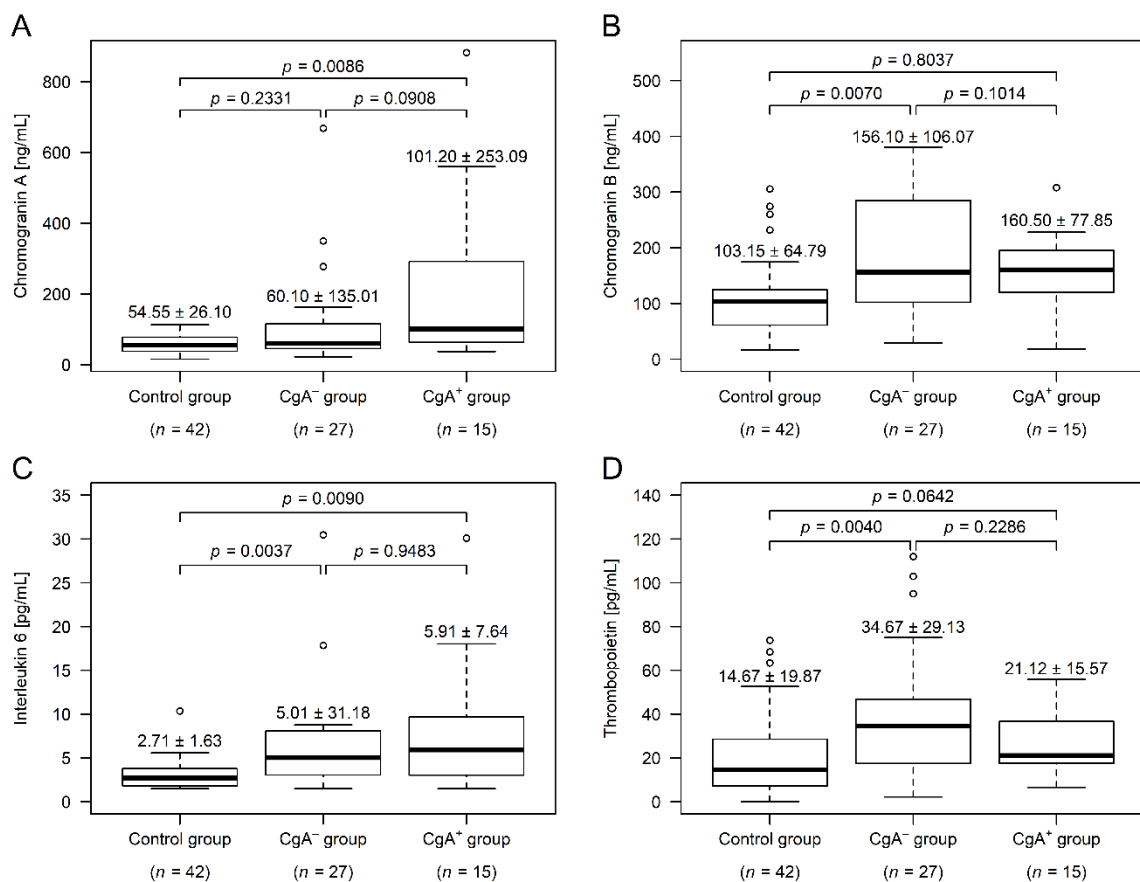 A
Chromogranin A [ng/mL]
800
600
400
200
0
p = 0.0086
p = 0.2331
p = 0.0908
54.55 ± 26.10
60.10 ± 135.01
101.20 ± 253.09
Control group
CgA⁻ group
CgA⁺ group
(n = 42)
(n = 27)
(n = 15)
B
Chromogranin B [ng/mL]
500
400
300
200
100
0
p = 0.8037
p = 0.0070
p = 0.1014
103.15 ± 64.79
156.10 ± 106.07
160.50 ± 77.85
Control group
CgA⁻ group
CgA⁺ group
(n = 42)
(n = 27)
(n = 15)
C
Interleukin 6 [pg/mL]
35
30
25
20
15
10
5
0
p = 0.0090
p = 0.0037
p = 0.9483
2.71 ± 1.63
5.01 ± 31.18
5.91 ± 7.64
Control group
CgA⁻ group
CgA⁺ group
(n = 42)
(n = 27)
(n = 15)
D
Thrombopoietin [pg/mL]
140
120
100
80
60
40
20
0
p = 0.0642
p = 0.0040
p = 0.2286
14.67 ± 19.87
34.67 ± 29.13
21.12 ± 15.57
Control group
CgA⁻ group
CgA⁺ group
(n = 42)
(n = 27)
(n = 15)